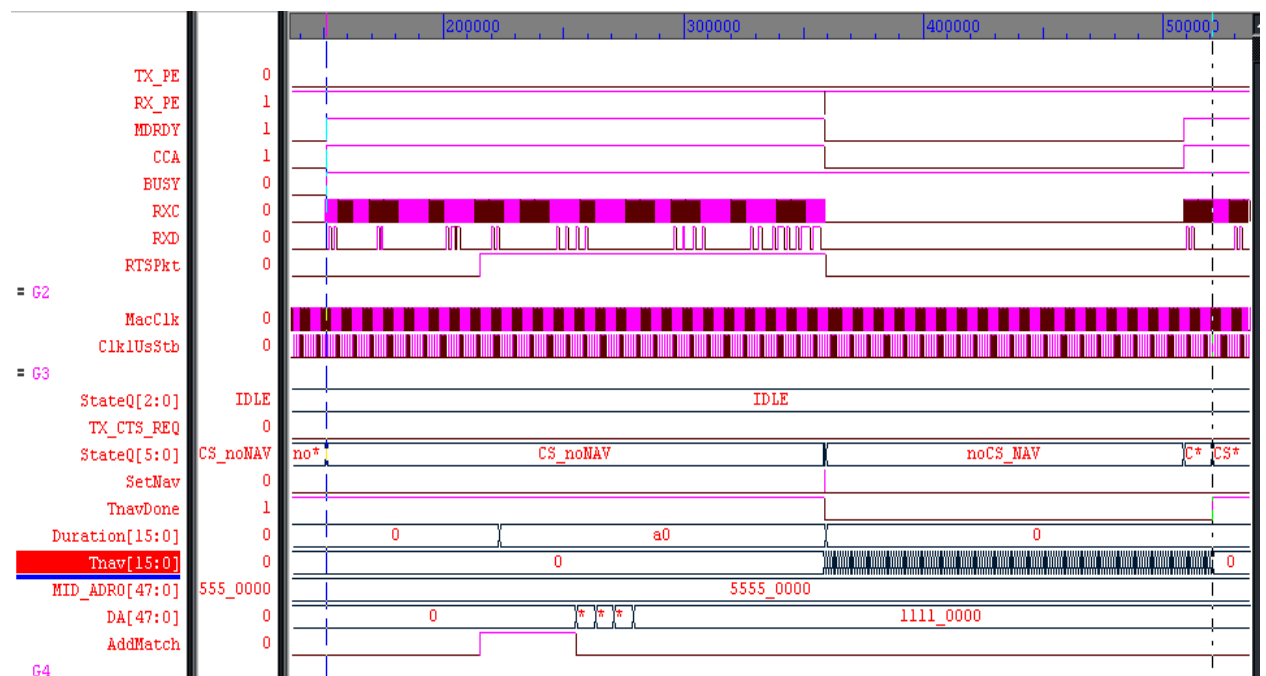 200000 300000 400000 500000
TX_PE 0
RX_PE 1
MDRDY 1
CCA 1
BUSY 0
RXC 0
RXD 0
RTSPkt 0
= G2
MacClk 0
Clk1UsStb 0
= G3
StateQ[2:0] IDLE IDLE
TX_CTS_REQ 0
StateQ[5:0] CS_noNAV no* CS_noNAV noCS_NAV C* CS*
SetNav 0
TnavDone 1
Duration[15:0] 0 0 a0 0
Tnav[15:0] 0 0 0
MID_ADR0[47:0] 555_0000 5555_0000
DA[47:0] 0 0 * * * 1111_0000
AddMatch 0
G4